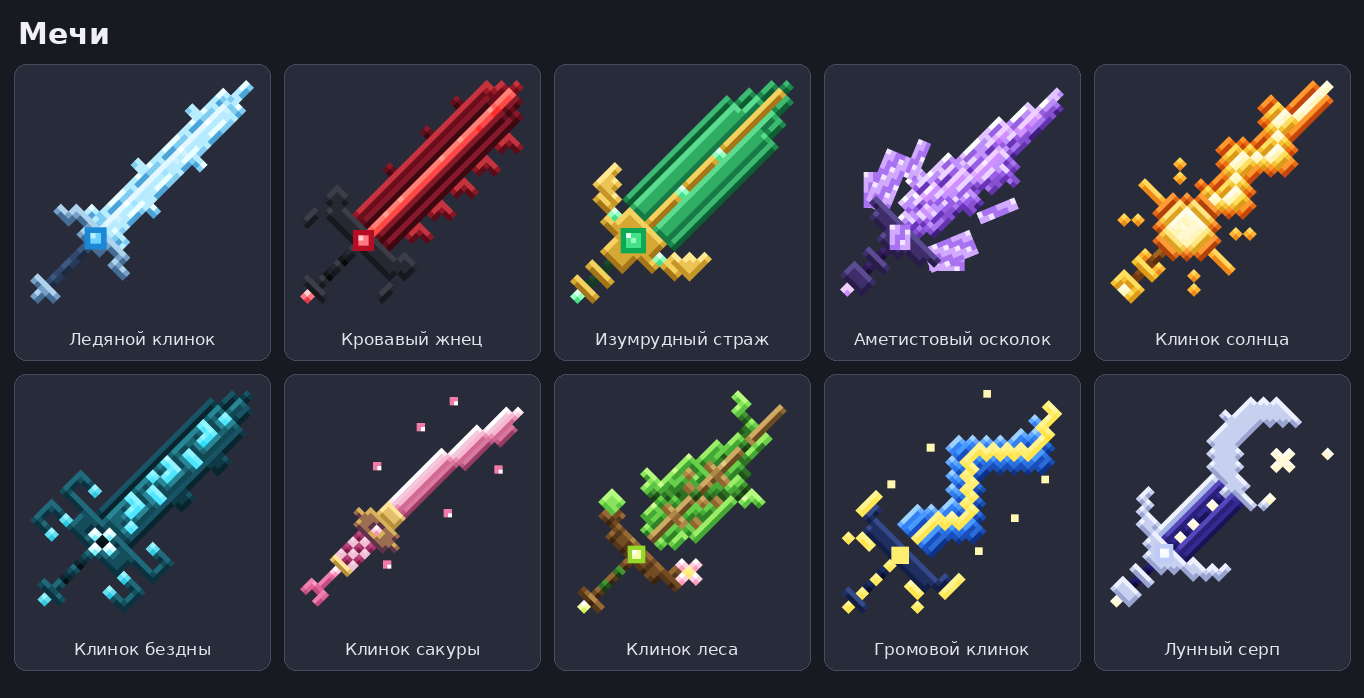 Мечи
Ледяной клинок
Кровавый жнец
Изумрудный страж
Аметистовый осколок
Клинок солнца
Клинок бездны
Клинок сакуры
Клинок леса
Громовой клинок
Лунный серп